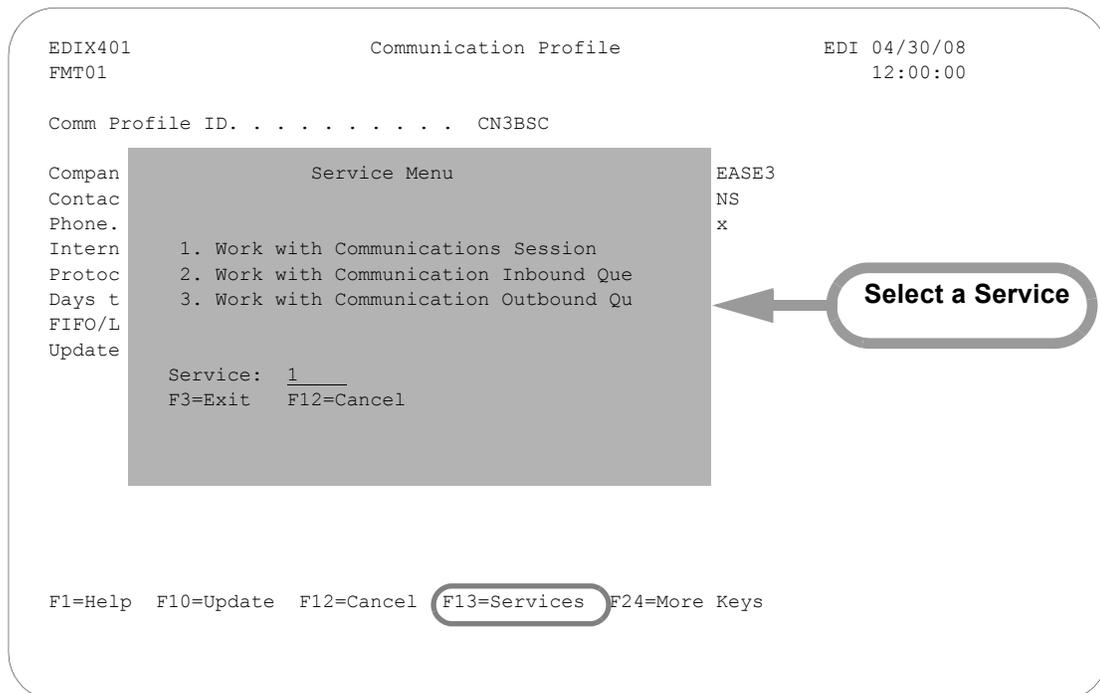 EDIX401 Communication Profile EDI 04/30/08
FMT01 12:00:00
Comm Profile ID. . . . . . . . . . CN3BSC
Compan Service Menu EASE3
Contac NS
Phone. x
Intern 1. Work with Communications Session
Protoc 2. Work with Communication Inbound Que
Days t 3. Work with Communication Outbound Qu
Select a Service
FIFO/L
Update
Service: 1
F3=Exit F12=Cancel
F1=Help F10=Update F12=Cancel F13=Services F24=More Keys